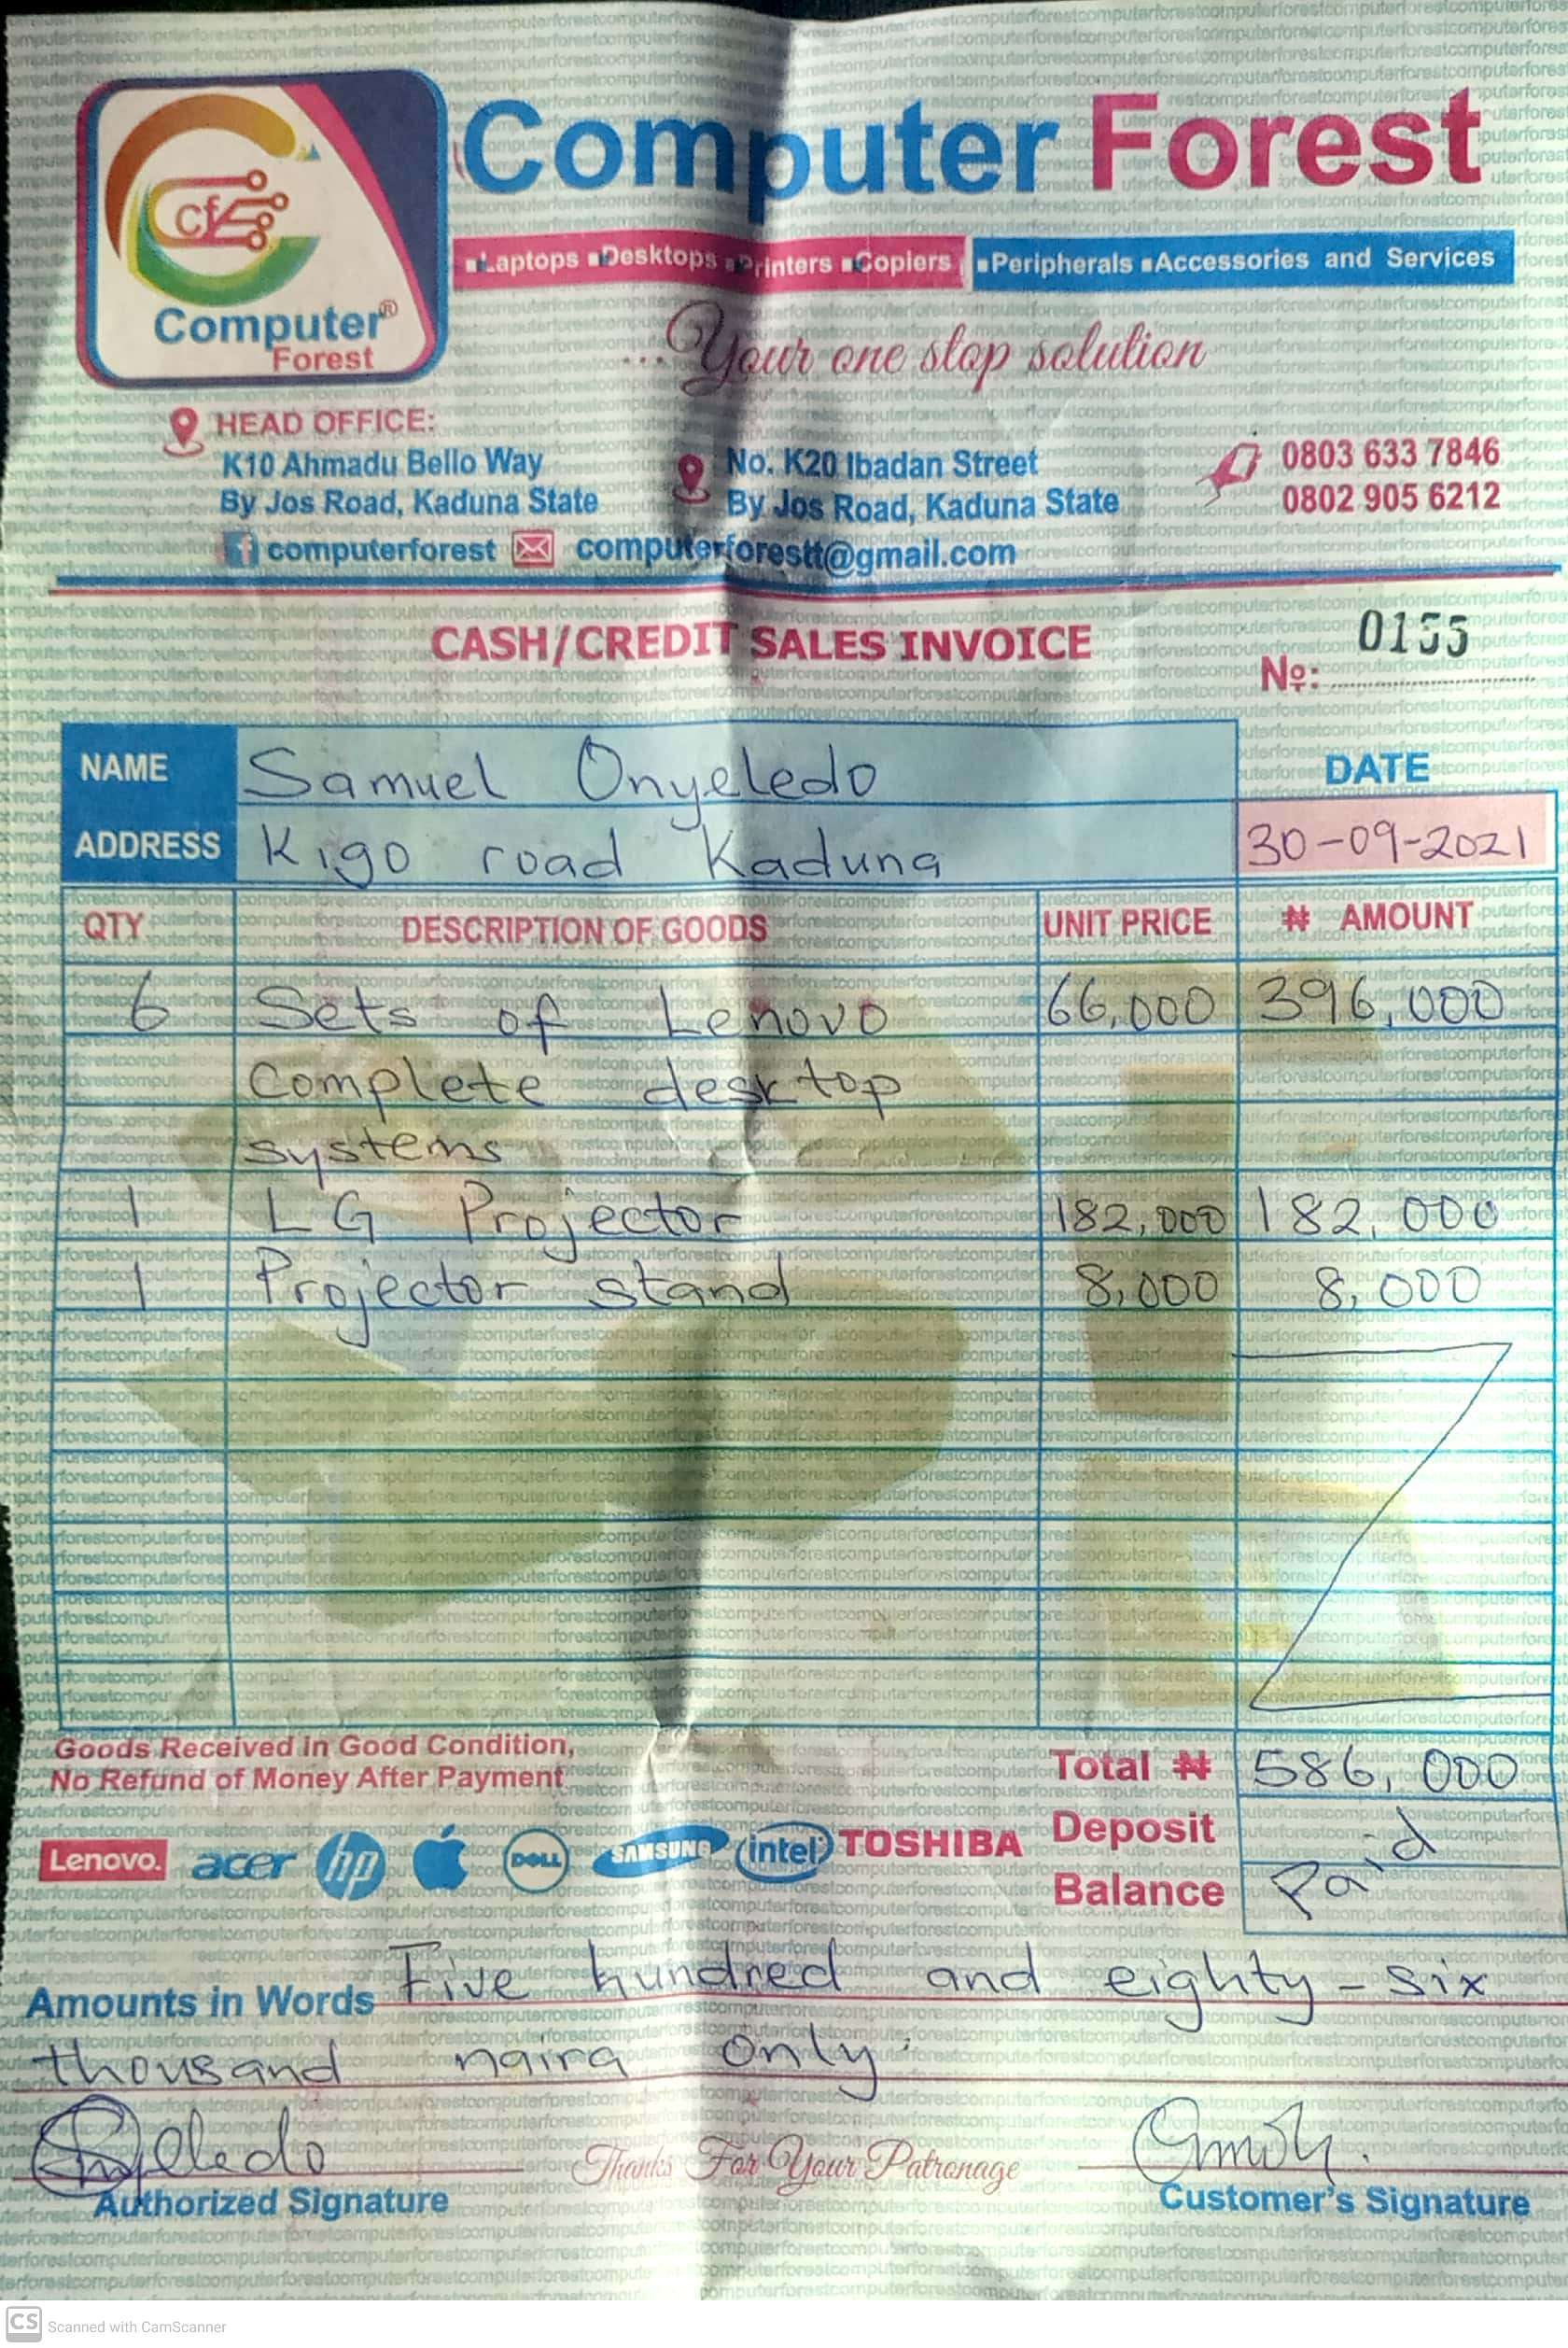 cf
Computer®
Forest
Computer Forest
▪Laptops ▪Desktops ▪Printers ▪Copiers ▪Peripherals ▪Accessories and Services
...Your one stop solution
HEAD OFFICE:
K10 Ahmadu Bello Way
By Jos Road, Kaduna State
No. K20 Ibadan Street
By Jos Road, Kaduna State
0803 633 7846
0802 905 6212
computerforest computerforestt@gmail.com
CASH/CREDIT SALES INVOICE
№: 0155
NAME Samuel Onyeledo
DATE
ADDRESS Kigo road Kaduna
30-09-2021
QTY DESCRIPTION OF GOODS UNIT PRICE ₦ AMOUNT
6 Sets of Lenovo 66,000 396,000
Complete desktop
systems
1 LG Projector 182,000 182,000
1 Projector stand 8,000 8,000
Goods Received in Good Condition,
No Refund of Money After Payment
Total ₦ 586,000
Deposit
Balance
Paid
Lenovo. acer hp DELL SAMSUNG intel TOSHIBA
Amounts in Words Five hundred and eighty-six
thousand naira only.
Thanks For Your Patronage
Authorized Signature
Customer's Signature
CS Scanned with CamScanner